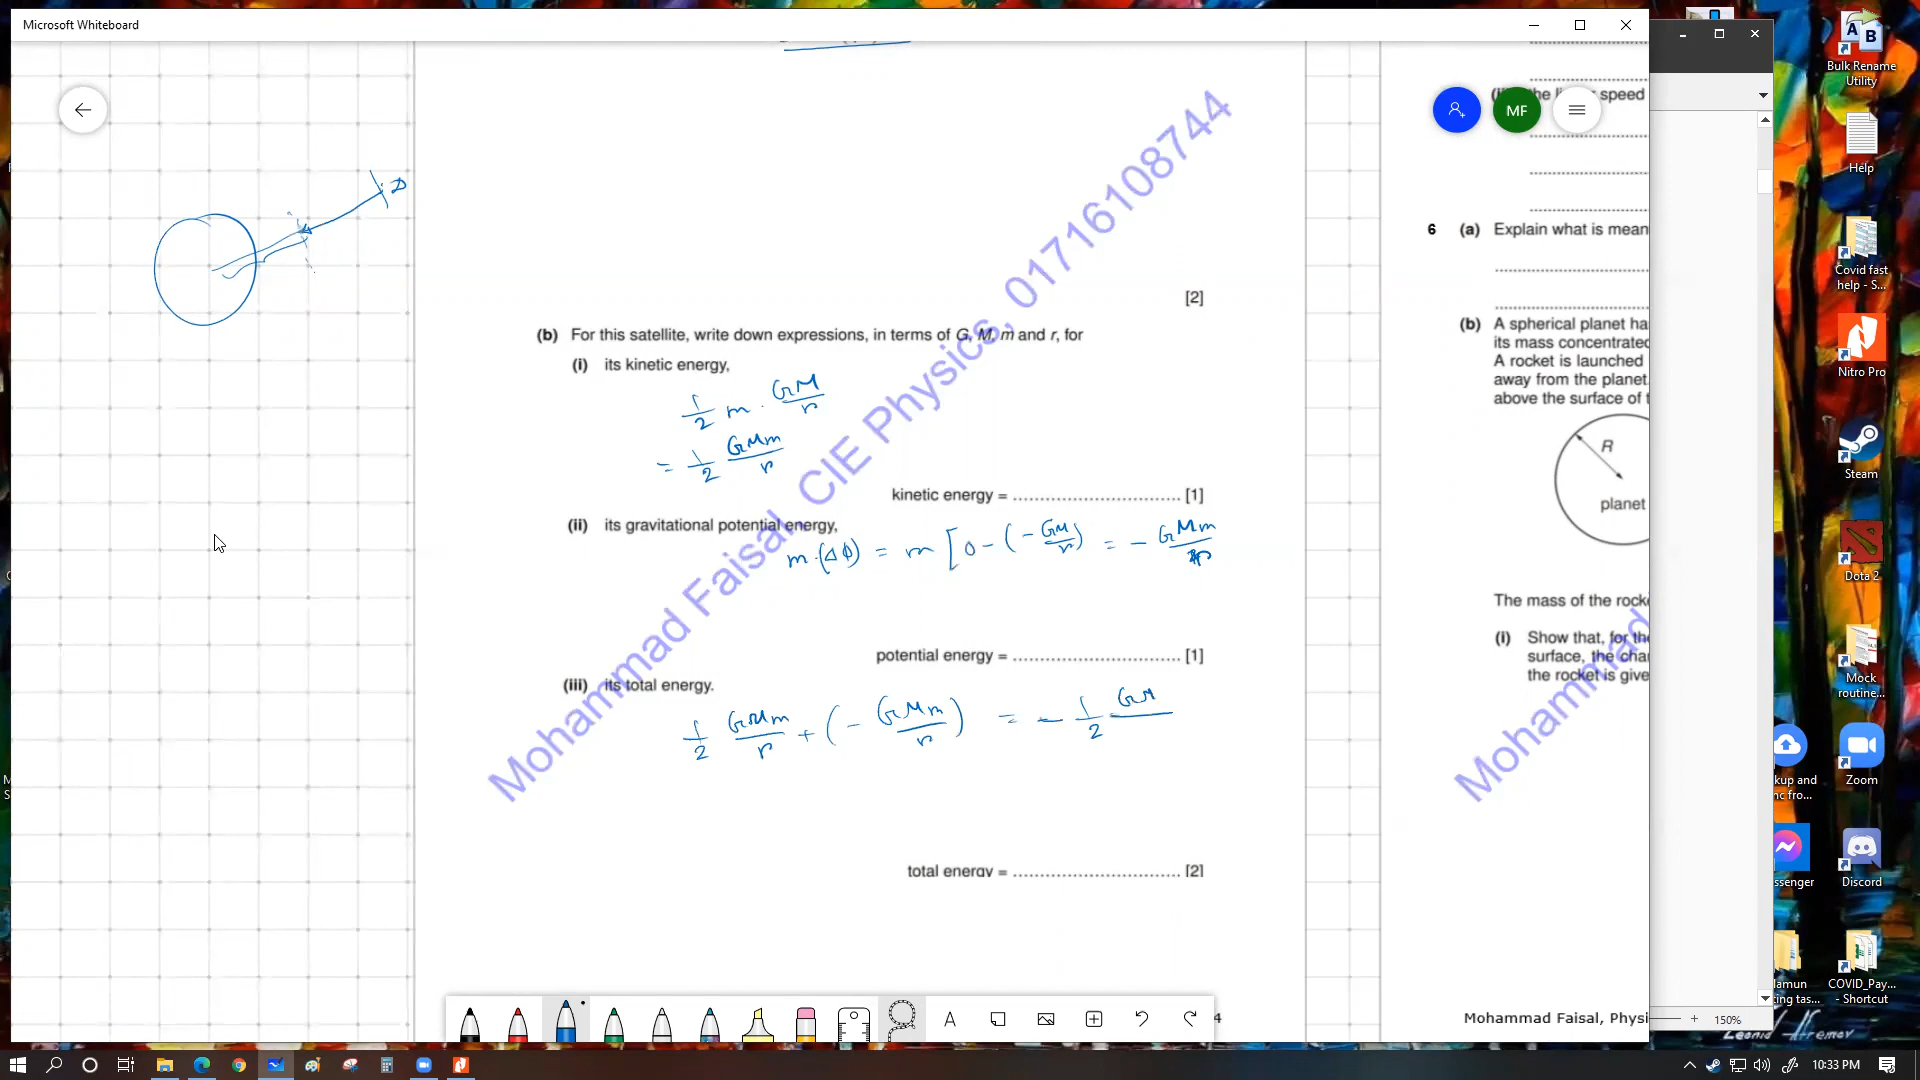 Microsoft Whiteboard
MF
[2]
(b) For this satellite, write down expressions, in terms of G, M, m and r, for
(i) its kinetic energy,
1/2 m · GM/r
= 1/2 GMm/r
kinetic energy = .............................. [1]
(ii) its gravitational potential energy,
m·(Δϕ) = m [0 - (-GM/r) = - GMm/r
potential energy = .............................. [1]
(iii) its total energy.
1/2 GMm/r + (- GMm/r) = - 1/2 GM
total energy = .............................. [2]
Mohammad Faisal, CIE Physics, 01716108744
speed
6 (a) Explain what is mean
(b) A spherical planet ha
its mass concentrated
A rocket is launched
away from the planet.
above the surface of
R
planet
The mass of the rock
(i) Show that, for the
surface, the cha
the rocket is give
Mohammad
Mohammad Faisal, Physi
4
150%
Bulk Rename
Utility
Help
Covid fast
help - S...
Nitro Pro
Steam
Dota 2
Mock
routine...
Zoom
Discord
COVID_Pay...
- Shortcut
10:33 PM